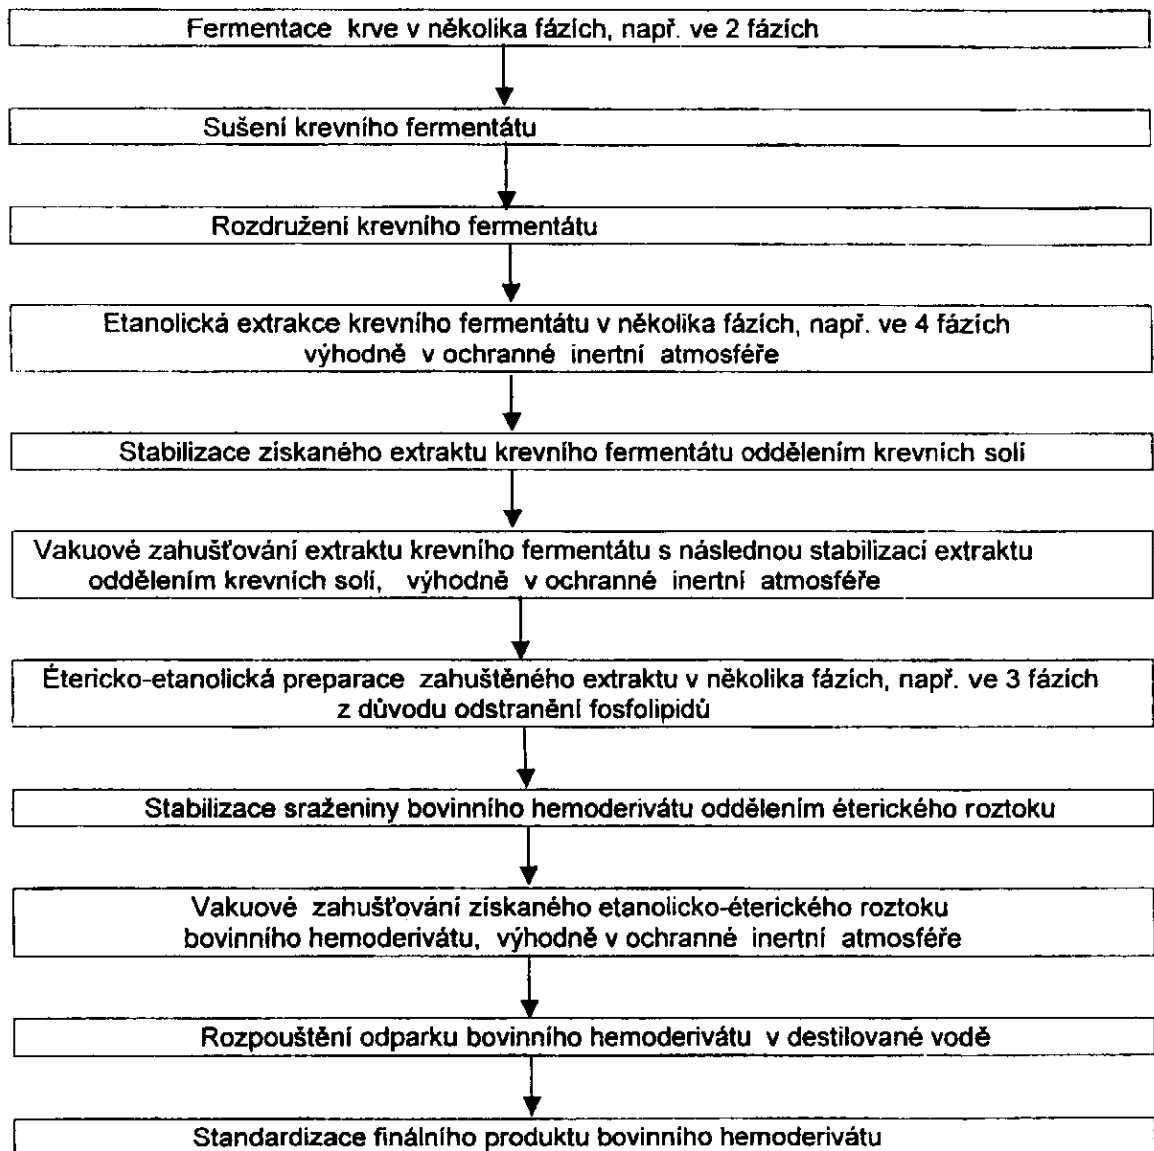 Fermentace krve v několika fázích, např. ve 2 fázích
Sušení krevního fermentátu
Rozdružení krevního fermentátu
Etanolická extrakce krevního fermentátu v několika fázích, např. ve 4 fázích
výhodně v ochranné inertní atmosféře
Stabilizace získaného extraktu krevního fermentátu oddělením krevních solí
Vakuové zahušťování extraktu krevního fermentátu s následnou stabilizací extraktu
oddělením krevních solí, výhodně v ochranné inertní atmosféře
Étericko-etanolická preparace zahuštěného extraktu v několika fázích, např. ve 3 fázích
z důvodu odstranění fosfolipidů
Stabilizace sraženiny bovinního hemoderivátu oddělením éterického roztoku
Vakuové zahušťování získaného etanolicko-éterického roztoku
bovinního hemoderivátu, výhodně v ochranné inertní atmosféře
Rozpouštění odparku bovinního hemoderivátu v destilované vodě
Standardizace finálního produktu bovinního hemoderivátu